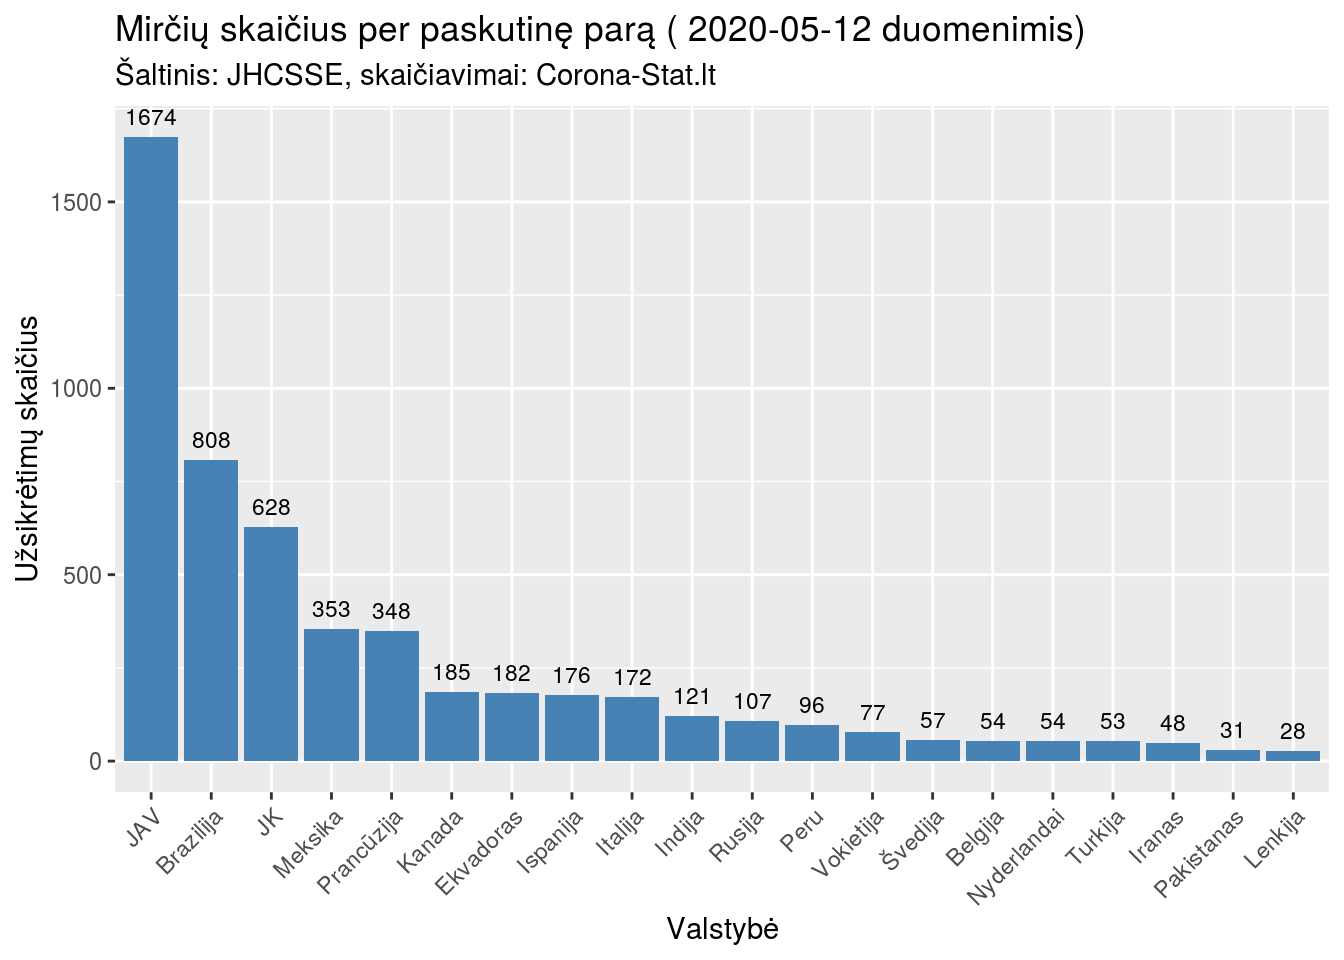 Mirčių skaičius per paskutinę parą ( 2020-05-12 duomenimis)
Šaltinis: JHCSSE, skaičiavimai: Corona-Stat.lt
Užsikrėtimų skaičius
1500
1000
500
0
1674
808
628
353
348
185
182
176
172
121
107
96
77
57
54
54
53
48
31
28
JAV
Brazilija
JK
Meksika
Prancūzija
Kanada
Ekvadoras
Ispanija
Italija
Indija
Rusija
Peru
Vokietija
Švedija
Belgija
Nyderlandai
Turkija
Iranas
Pakistanas
Lenkija
Valstybė